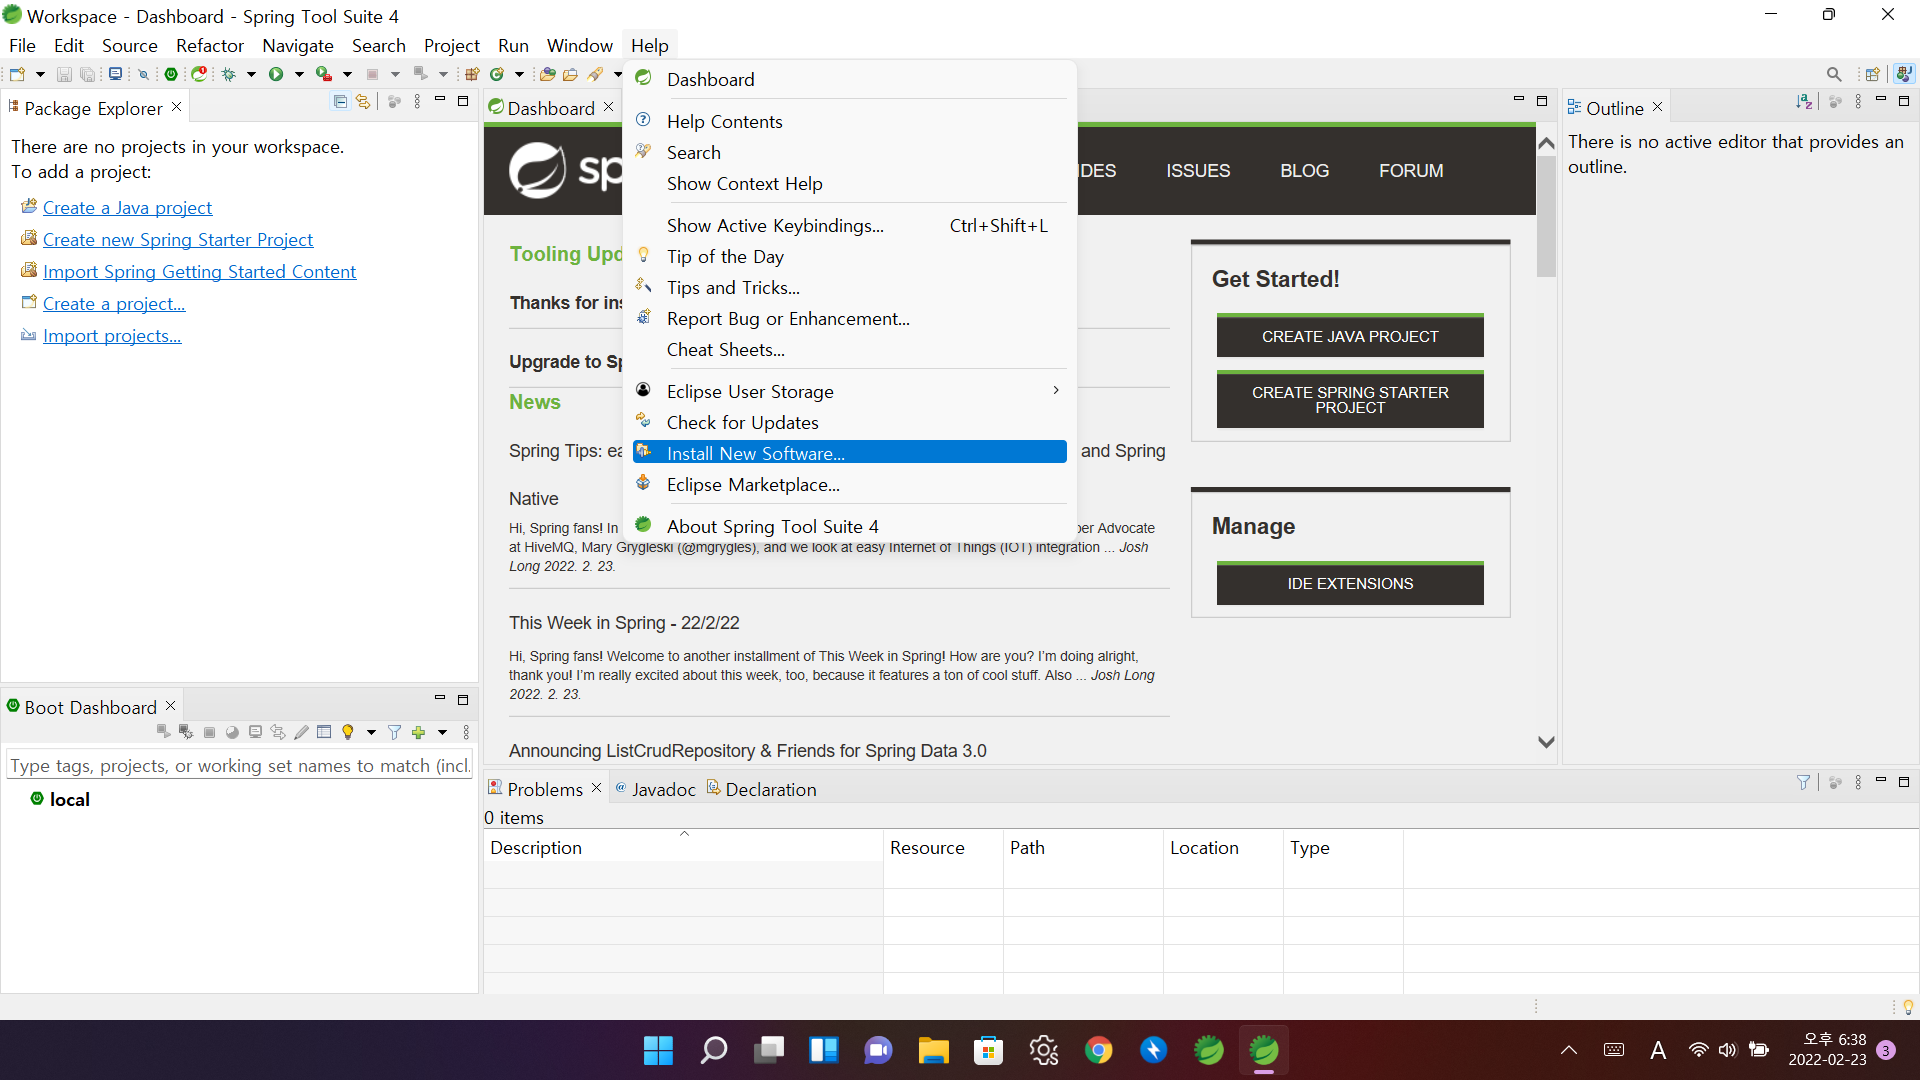 Workspace - Dashboard - Spring Tool Suite 4
File Edit Source Refactor Navigate Search Project Run Window Help
Package Explorer
There are no projects in your workspace.
To add a project:
Create a Java project
Create new Spring Starter Project
Import Spring Getting Started Content
Create a project...
Import projects...
Boot Dashboard
Type tags, projects, or working set names to match (incl.
local
Dashboard
sp
IDES ISSUES BLOG FORUM
Tooling Upd
Thanks for ins
Upgrade to Sp
News
Spring Tips: ea
and Spring
Native
Hi, Spring fans! In
per Advocate
at HiveMQ, Mary Grygleski (@mgrygles), and we look at easy Internet of Things (IOT) integration ... Josh
Long 2022. 2. 23.
This Week in Spring - 22/2/22
Hi, Spring fans! Welcome to another installment of This Week in Spring! How are you? I'm doing alright,
thank you! I'm really excited about this week, too, because it features a ton of cool stuff. Also ... Josh Long
2022. 2. 23.
Announcing ListCrudRepository & Friends for Spring Data 3.0
Get Started!
CREATE JAVA PROJECT
CREATE SPRING STARTER
PROJECT
Manage
IDE EXTENSIONS
Dashboard
Help Contents
Search
Show Context Help
Show Active Keybindings... Ctrl+Shift+L
Tip of the Day
Tips and Tricks...
Report Bug or Enhancement...
Cheat Sheets...
Eclipse User Storage
Check for Updates
Install New Software...
Eclipse Marketplace...
About Spring Tool Suite 4
Outline
There is no active editor that provides an
outline.
Problems Javadoc Declaration
0 items
Description Resource Path Location Type
A
오후 6:38
2022-02-23
3